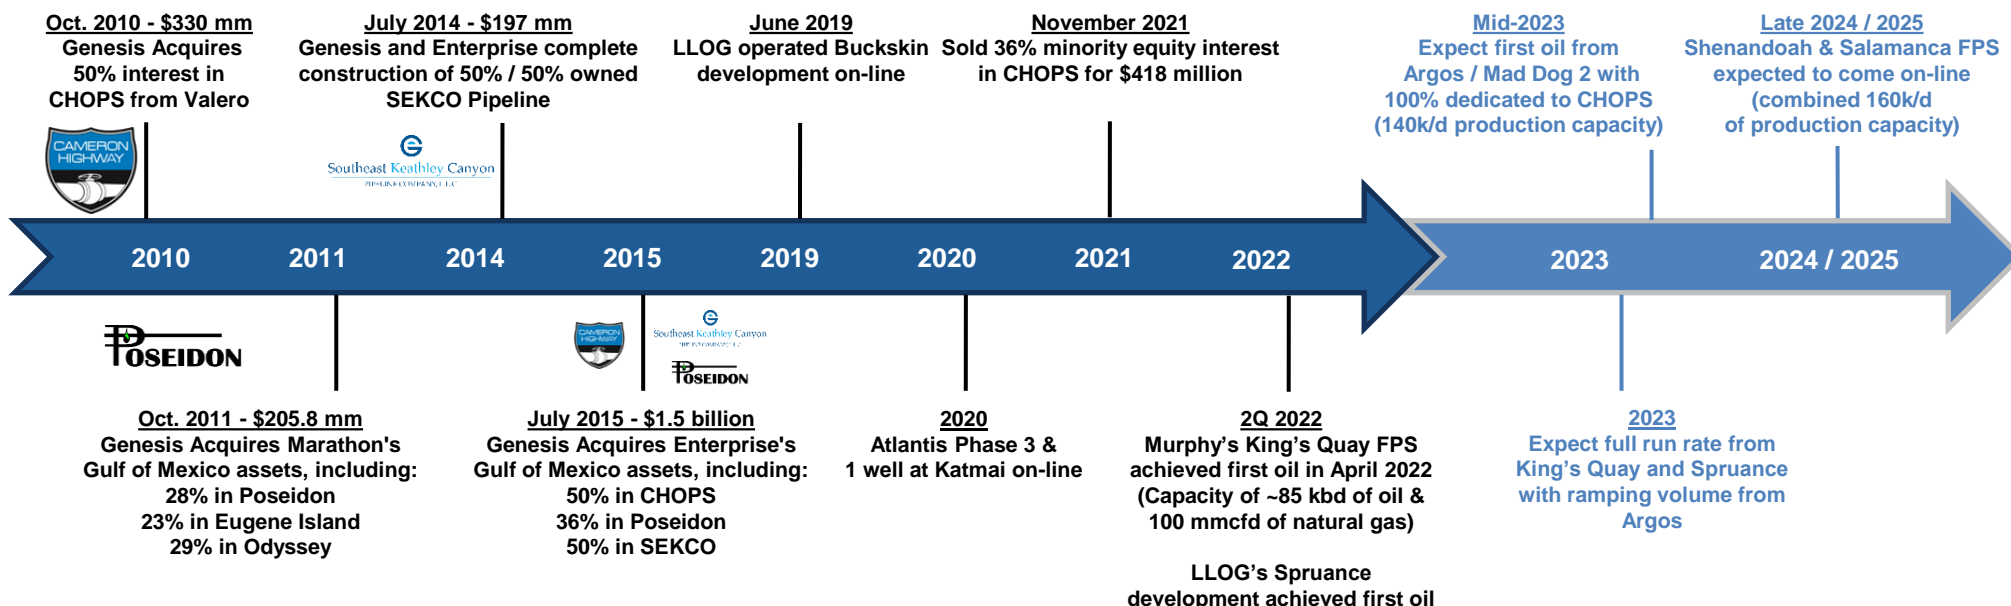 Oct. 2010 - $330 mm
Genesis Acquires
50% interest in
CHOPS from Valero
July 2014 - $197 mm
Genesis and Enterprise complete
construction of 50% / 50% owned
SEKCO Pipeline
June 2019
LLOG operated Buckskin
development on-line
November 2021
Sold 36% minority equity interest
in CHOPS for $418 million
Mid-2023
Expect first oil from
Argos / Mad Dog 2 with
100% dedicated to CHOPS
(140k/d production capacity)
Late 2024 / 2025
Shenandoah & Salamanca FPS
expected to come on-line
(combined 160k/d
of production capacity)
CAMERON
HIGHWAY
Southeast Keathley Canyon
PIPELINE COMPANY, L.L.C.
2010
2011
2014
2015
2019
2020
2021
2022
2023
2024 / 2025
POSEIDON
CAMERON
HIGHWAY
Southeast Keathley Canyon
PIPELINE COMPANY, L.L.C.
POSEIDON
Oct. 2011 - $205.8 mm
Genesis Acquires Marathon's
Gulf of Mexico assets, including:
28% in Poseidon
23% in Eugene Island
29% in Odyssey
July 2015 - $1.5 billion
Genesis Acquires Enterprise's
Gulf of Mexico assets, including:
50% in CHOPS
36% in Poseidon
50% in SEKCO
2020
Atlantis Phase 3 &
1 well at Katmai on-line
2Q 2022
Murphy's King's Quay FPS
achieved first oil in April 2022
(Capacity of ~85 kbd of oil &
100 mmcfd of natural gas)
LLOG's Spruance
development achieved first oil
2023
Expect full run rate from
King's Quay and Spruance
with ramping volume from
Argos